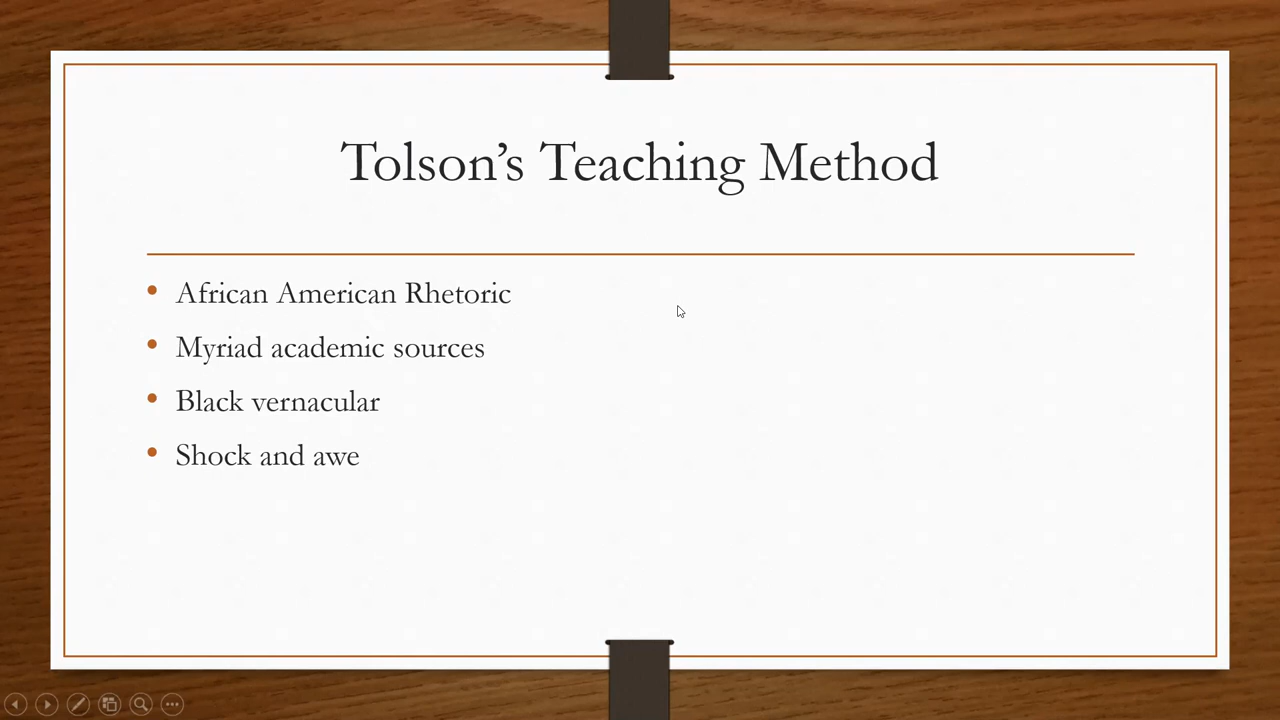 Tolson’s Teaching Method
• African American Rhetoric
• Myriad academic sources
• Black vernacular
• Shock and awe